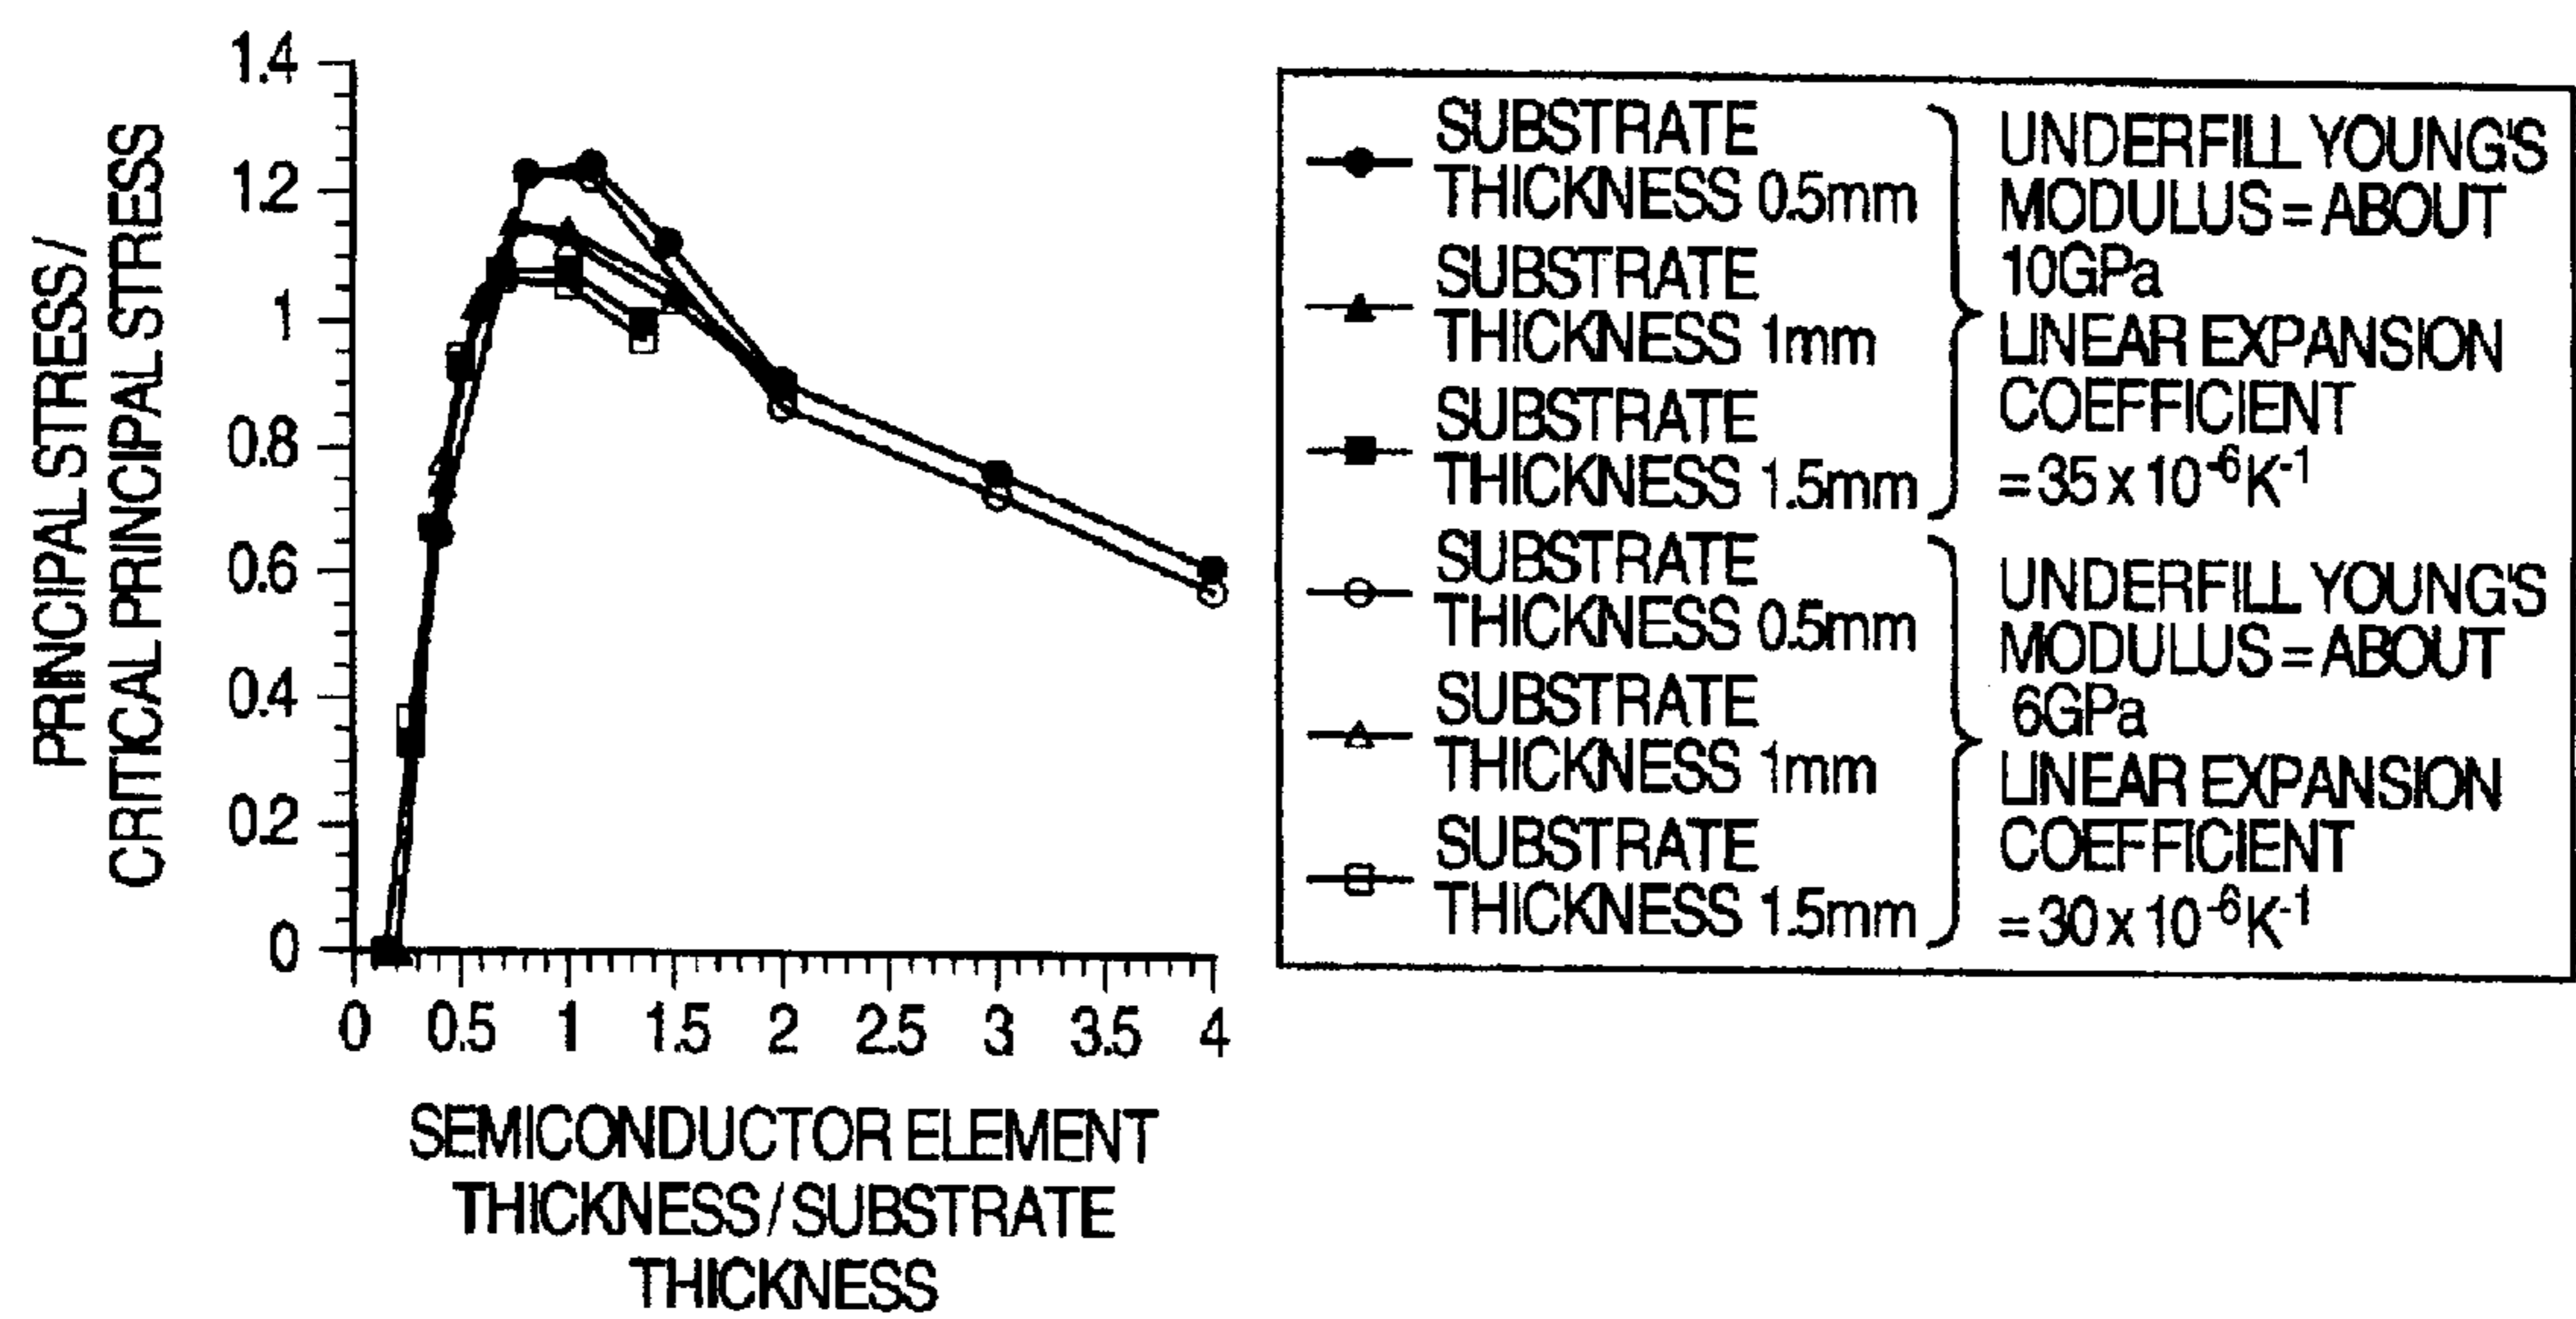 PRINCIPAL STRESS /
CRITICAL PRINCIPAL STRESS
1.4
1.2
1
0.8
0.6
0.4
0.2
0
0 0.5 1 1.5 2 2.5 3 3.5 4
SEMICONDUCTOR ELEMENT
THICKNESS / SUBSTRATE
THICKNESS
SUBSTRATE
THICKNESS 0.5mm
SUBSTRATE
THICKNESS 1mm
SUBSTRATE
THICKNESS 1.5mm
UNDERFILL YOUNG'S
MODULUS = ABOUT
10GPa
LINEAR EXPANSION
COEFFICIENT
= 35 x 10⁻⁶ K⁻¹
SUBSTRATE
THICKNESS 0.5mm
SUBSTRATE
THICKNESS 1mm
SUBSTRATE
THICKNESS 1.5mm
UNDERFILL YOUNG'S
MODULUS = ABOUT
6GPa
LINEAR EXPANSION
COEFFICIENT
= 30 x 10⁻⁶ K⁻¹